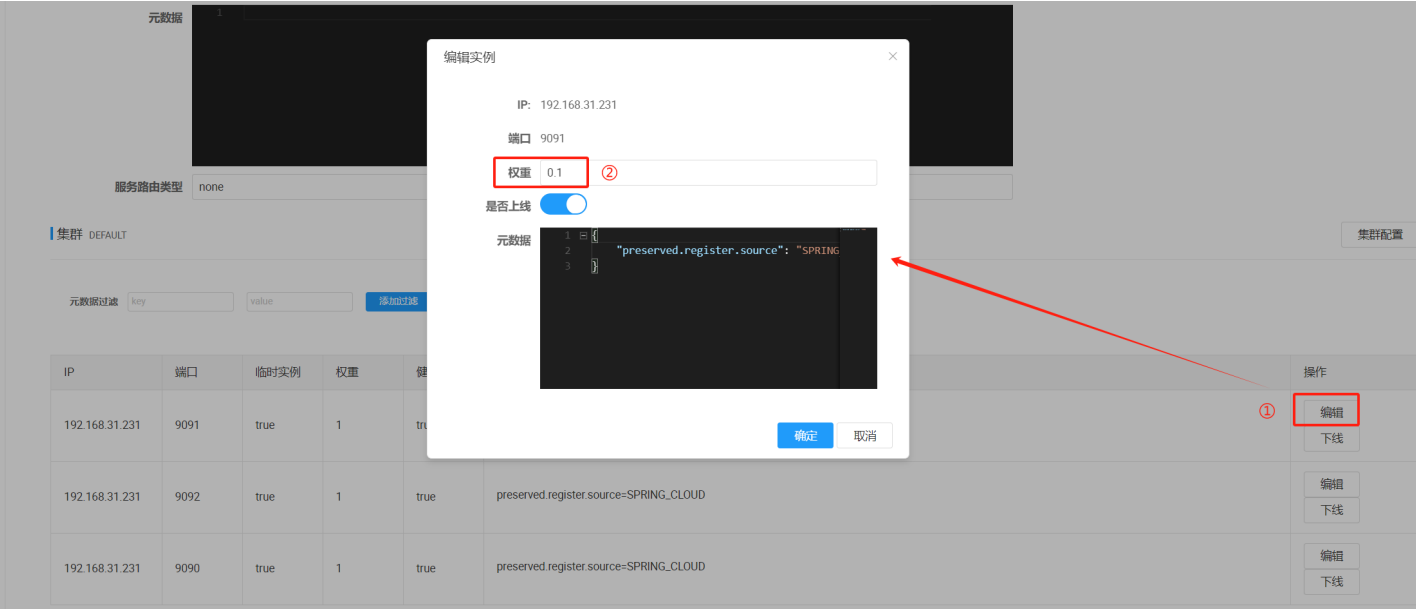 元数据
1
编辑实例
IP: 192.168.31.231
端口 9091
权重 0.1 ②
服务路由类型 none
是否上线
集群 DEFAULT
集群配置
元数据
1 {
2 "preserved.register.source": "SPRING
3 }
元数据过滤 key value 添加过滤
IP 端口 临时实例 权重 健 操作
192.168.31.231 9091 true 1 tru ① 编辑
下线
确定 取消
192.168.31.231 9092 true 1 true preserved.register.source=SPRING_CLOUD 编辑
下线
192.168.31.231 9090 true 1 true preserved.register.source=SPRING_CLOUD 编辑
下线